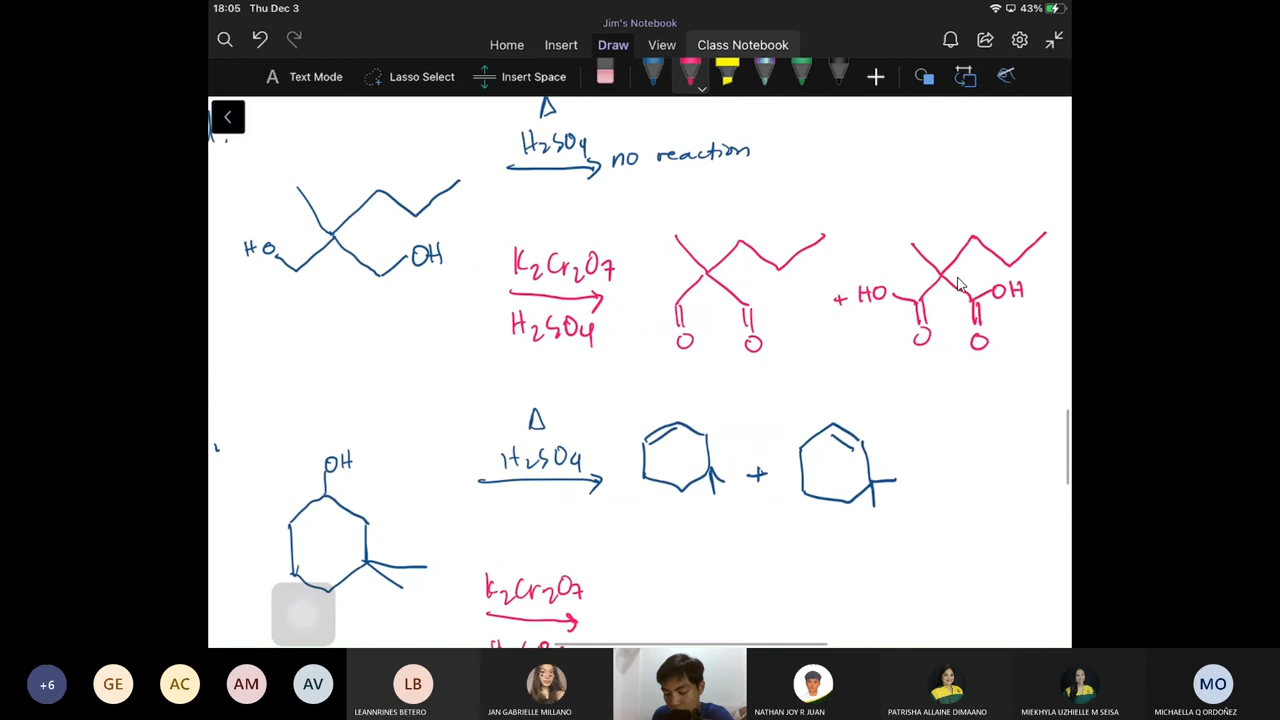 18:05 Thu Dec 3
43%
Jim's Notebook
Home Insert Draw View Class Notebook
Text Mode Lasso Select Insert Space
Δ
H₂SO₄ no reaction
HO OH
K₂Cr₂O₇
H₂SO₄
O O
+ HO OH
O O
Δ
H₂SO₄
OH
+
K₂Cr₂O₇
+6 GE AC AM AV LB MO
LEANNRINES BETERO JAN GABRIELLE MILLANO NATHAN JOY R JUAN PATRISHA ALLAINE DIMAANO MIEKHYLA UZHIELLE M SEISA MICHAELLA Q ORDOÑEZ